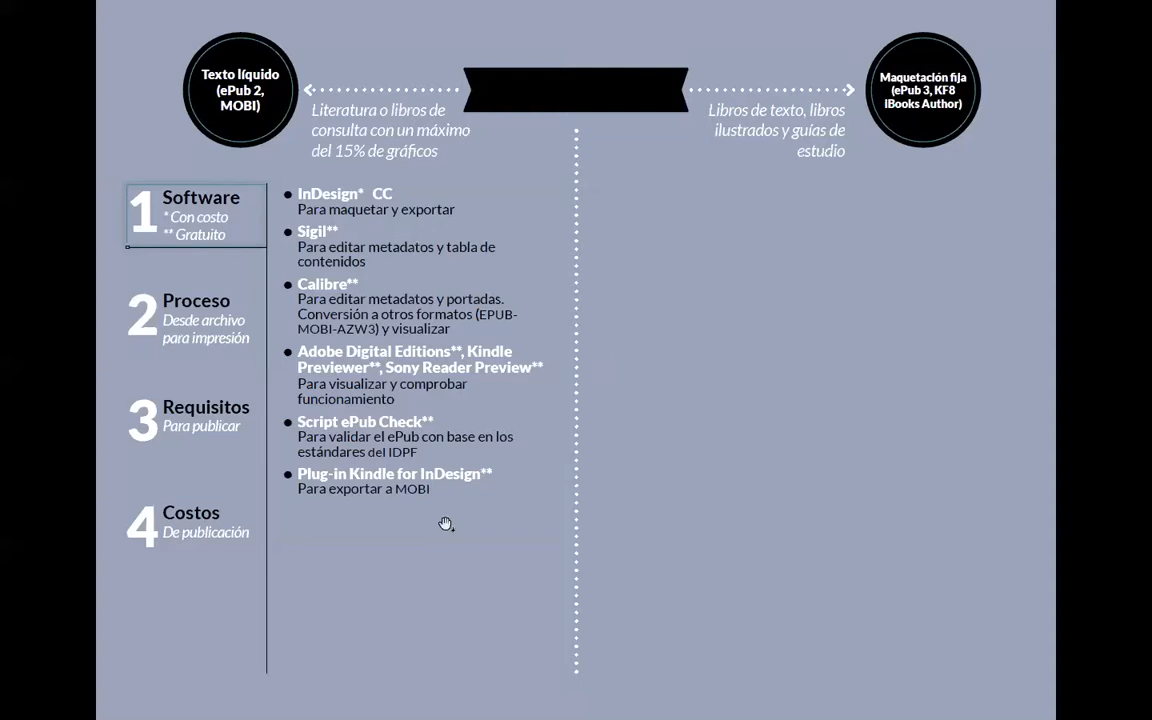 Texto líquido
(ePub 2,
MOBI)
Literatura o libros de
consulta con un máximo
del 15% de gráficos
Libros de texto, libros
ilustrados y guías de
estudio
Maquetación fija
(ePub 3, KF8
iBooks Author)
1 Software
* Con costo
** Gratuito
2 Proceso
Desde archivo
para impresión
3 Requisitos
Para publicar
4 Costos
De publicación
● InDesign* CC
Para maquetar y exportar
● Sigil**
Para editar metadatos y tabla de
contenidos
● Calibre**
Para editar metadatos y portadas.
Conversión a otros formatos (EPUB-
MOBI-AZW3) y visualizar
● Adobe Digital Editions**, Kindle
Previewer**, Sony Reader Preview**
Para visualizar y comprobar
funcionamiento
● Script ePub Check**
Para validar el ePub con base en los
estándares del IDPF
● Plug-in Kindle for InDesign**
Para exportar a MOBI